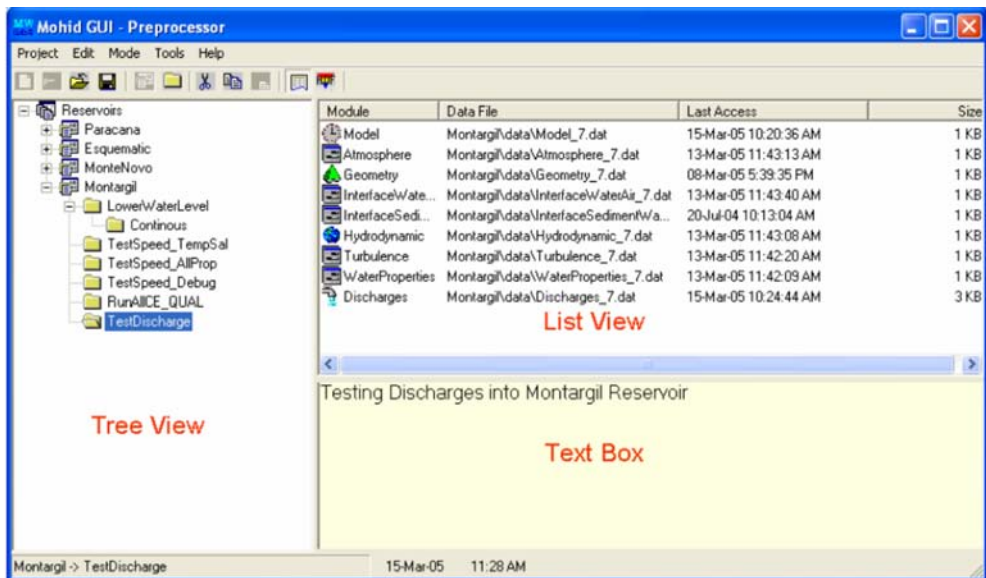 Mohid GUI - Preprocessor
Project Edit Mode Tools Help
Reservoirs
Paracana
Esquematic
MonteNovo
Montargil
LowerWaterLevel
Continous
TestSpeed_TempSal
TestSpeed_AllProp
TestSpeed_Debug
RunAllCE_QUAL
TestDischarge
Tree View
Module Data File Last Access Size
Model Montargil\data\Model_7.dat 15-Mar-05 10:20:36 AM 1 KB
Atmosphere Montargil\data\Atmosphere_7.dat 13-Mar-05 11:43:13 AM 1 KB
Geometry Montargil\data\Geometry_7.dat 08-Mar-05 5:39:35 PM 1 KB
InterfaceWate... Montargil\data\InterfaceWaterAir_7.dat 13-Mar-05 11:43:40 AM 1 KB
InterfaceSedi... Montargil\data\InterfaceSedimentWa... 20-Jul-04 10:13:04 AM 1 KB
Hydrodynamic Montargil\data\Hydrodynamic_7.dat 13-Mar-05 11:43:08 AM 1 KB
Turbulence Montargil\data\Turbulence_7.dat 13-Mar-05 11:42:20 AM 1 KB
WaterProperties Montargil\data\WaterProperties_7.dat 13-Mar-05 11:42:09 AM 1 KB
Discharges Montargil\data\Discharges_7.dat 15-Mar-05 10:24:44 AM 3 KB
List View
Testing Discharges into Montargil Reservoir
Text Box
Montargil -> TestDischarge 15-Mar-05 11:28 AM